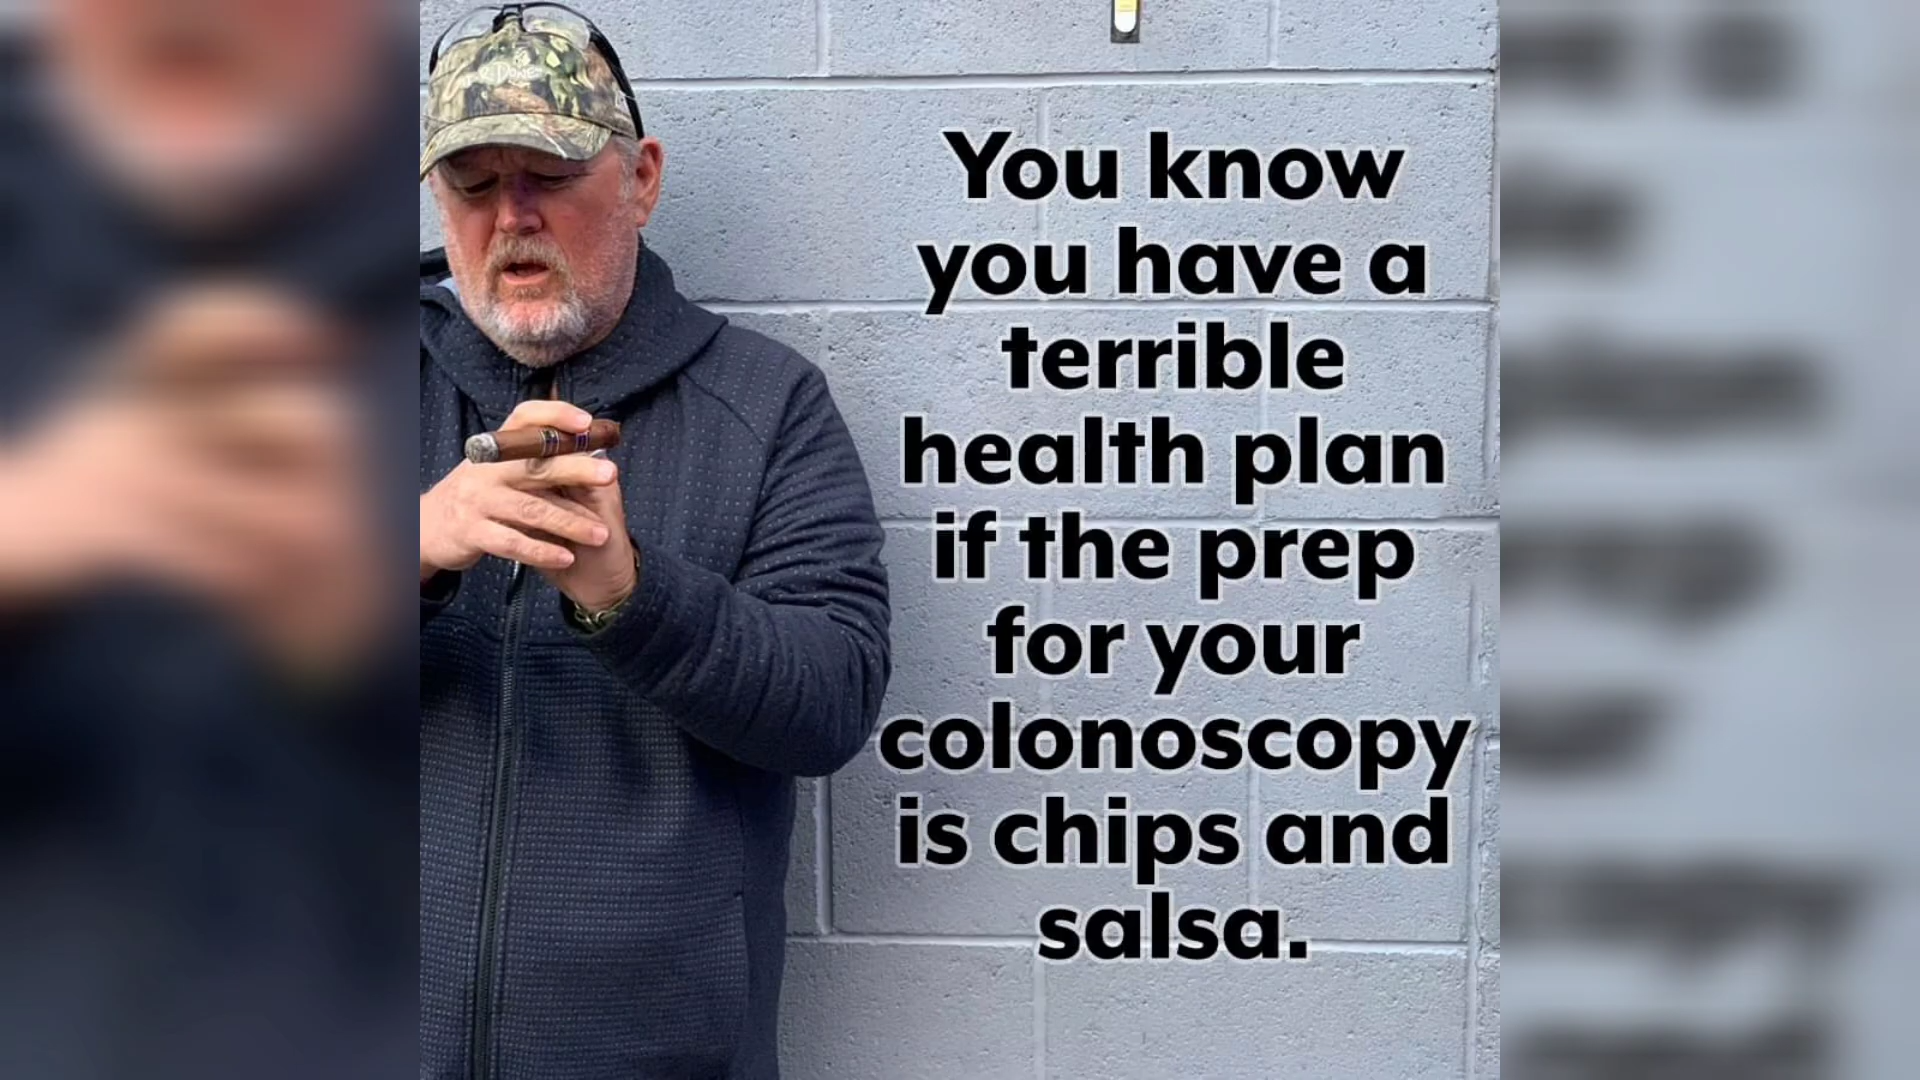 You know
you have a
terrible
health plan
if the prep
for your
colonoscopy
is chips and
salsa.